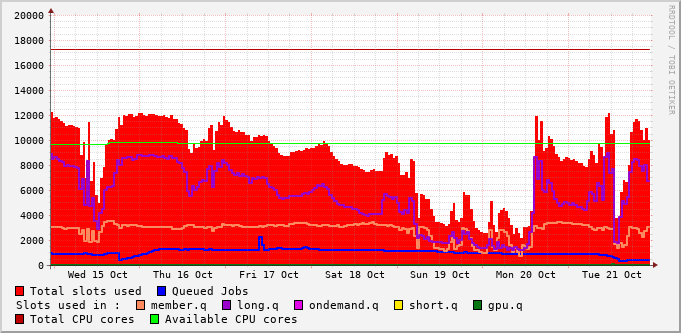 RRDTOOL / TOBI OETIKER
20000
18000
16000
14000
12000
10000
8000
6000
4000
2000
0
Wed 15 Oct Thu 16 Oct Fri 17 Oct Sat 18 Oct Sun 19 Oct Mon 20 Oct Tue 21 Oct
Total slots used Queued Jobs
Slots used in : member.q long.q ondemand.q short.q gpu.q
Total CPU cores Available CPU cores